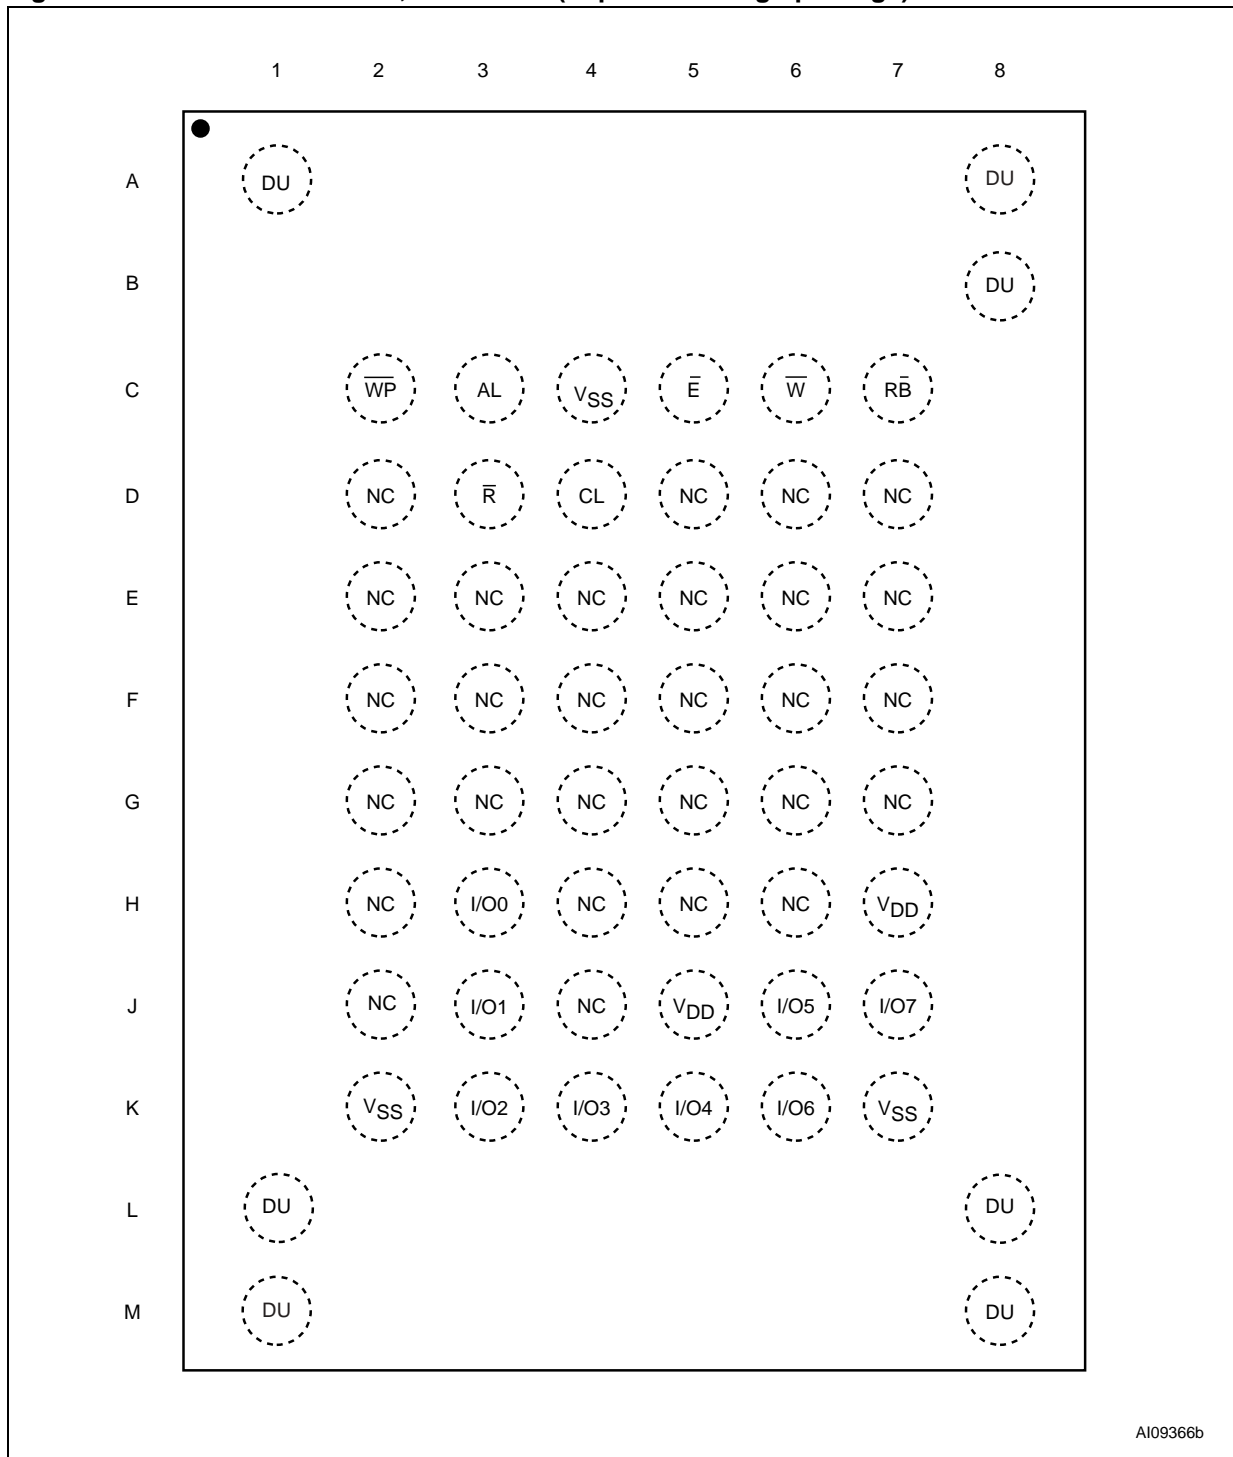 1 2 3 4 5 6 7 8
A DU DU
B DU
C W̅P̅ AL VSS E̅ W̅ RB̅
D NC R̅ CL NC NC NC
E NC NC NC NC NC NC
F NC NC NC NC NC NC
G NC NC NC NC NC NC
H NC I/O0 NC NC NC VDD
J NC I/O1 NC VDD I/O5 I/O7
K VSS I/O2 I/O3 I/O4 I/O6 VSS
L DU DU
M DU DU
AI09366b